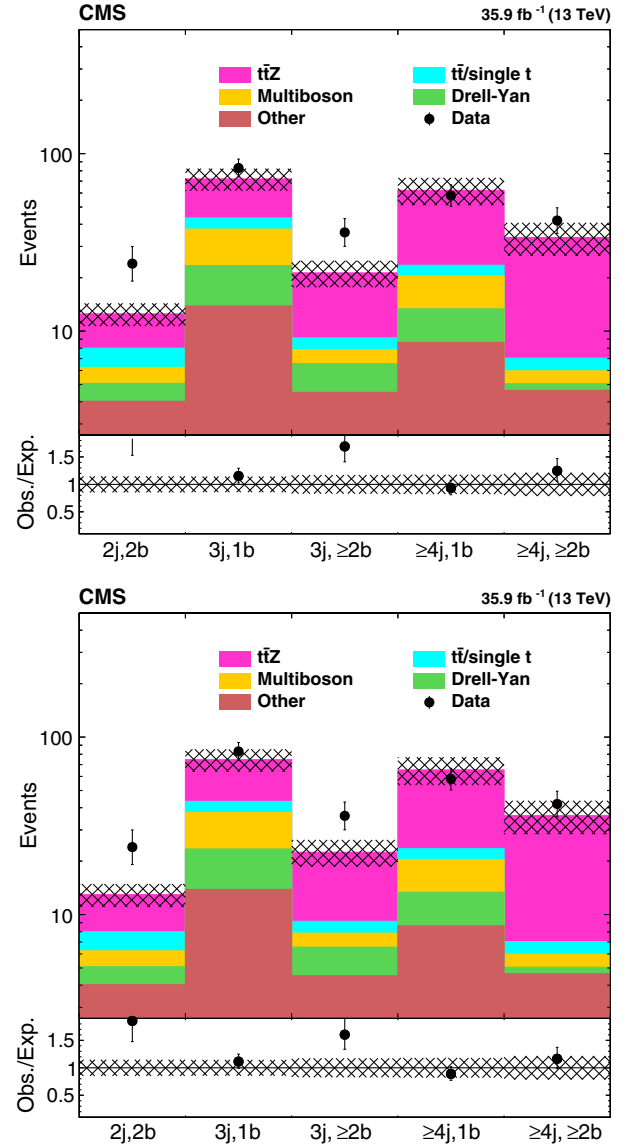 CMS 35.9 fb⁻¹ (13 TeV)
tt̄Z tt̄/single t
Multiboson Drell-Yan
Other Data
100
Events
10
1.5
Obs./Exp.
1
0.5
2j,2b 3j,1b 3j, ≥2b ≥4j,1b ≥4j, ≥2b
CMS 35.9 fb⁻¹ (13 TeV)
tt̄Z tt̄/single t
Multiboson Drell-Yan
Other Data
100
Events
10
1.5
Obs./Exp.
1
0.5
2j,2b 3j,1b 3j, ≥2b ≥4j,1b ≥4j, ≥2b